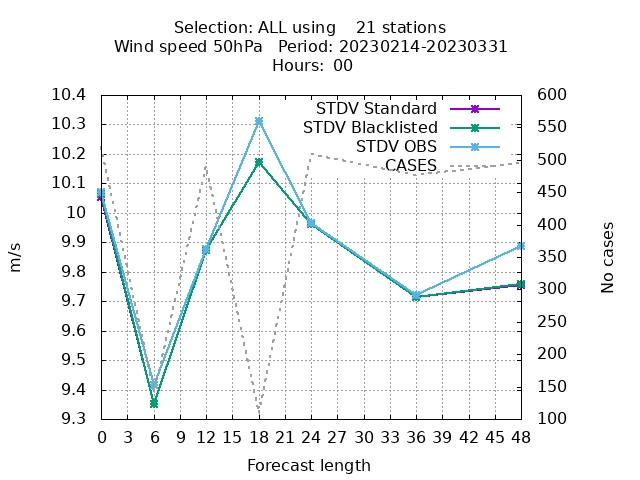 Selection: ALL using    21 stations
Wind speed 50hPa   Period: 20230214-20230331
Hours:  00
STDV Standard
STDV Blacklisted
STDV OBS
CASES
10.4
10.3
10.2
10.1
10
9.9
9.8
9.7
9.6
9.5
9.4
9.3
m/s
600
550
500
450
400
350
300
250
200
150
100
No cases
0 3 6 9 12 15 18 21 24 27 30 33 36 39 42 45 48
Forecast length